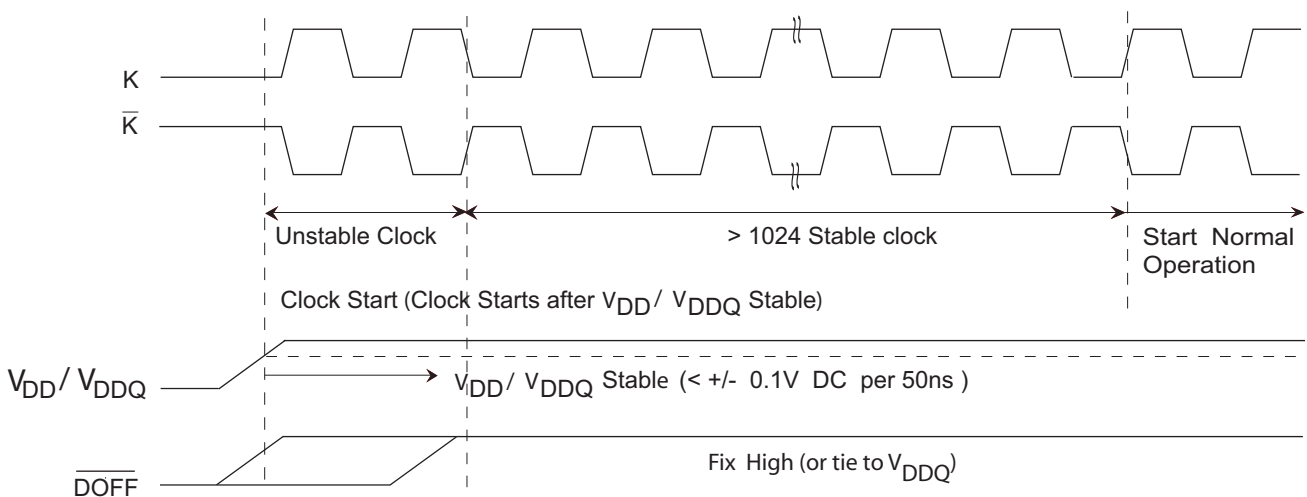 K
K̅
Unstable Clock
> 1024 Stable clock
Start Normal
Operation
Clock Start (Clock Starts after VDD / VDDQ Stable)
VDD / VDDQ
VDD / VDDQ Stable (< +/- 0.1V DC per 50ns )
D̅O̅F̅F̅
Fix High (or tie to VDDQ)